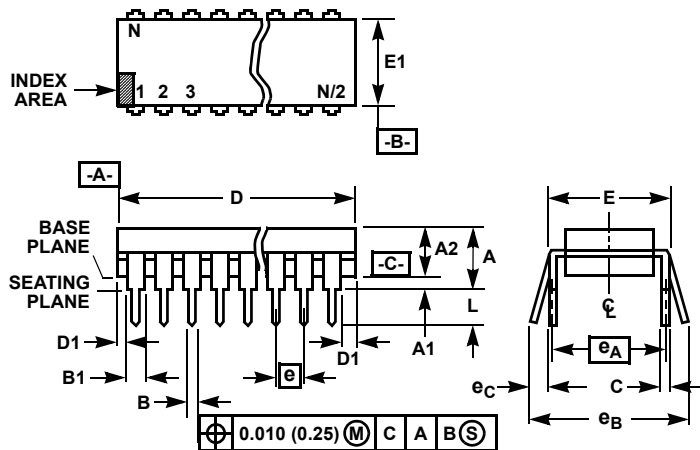 N
E1
INDEX
AREA
1 2 3 N/2
-B-
-A-
D
E
BASE
PLANE
A2
A
-C-
SEATING
PLANE
L
℄
D1
A1
D1
eA
B1
e
eC
C
B
eB
⌖ 0.010 (0.25) Ⓜ C A B Ⓢ